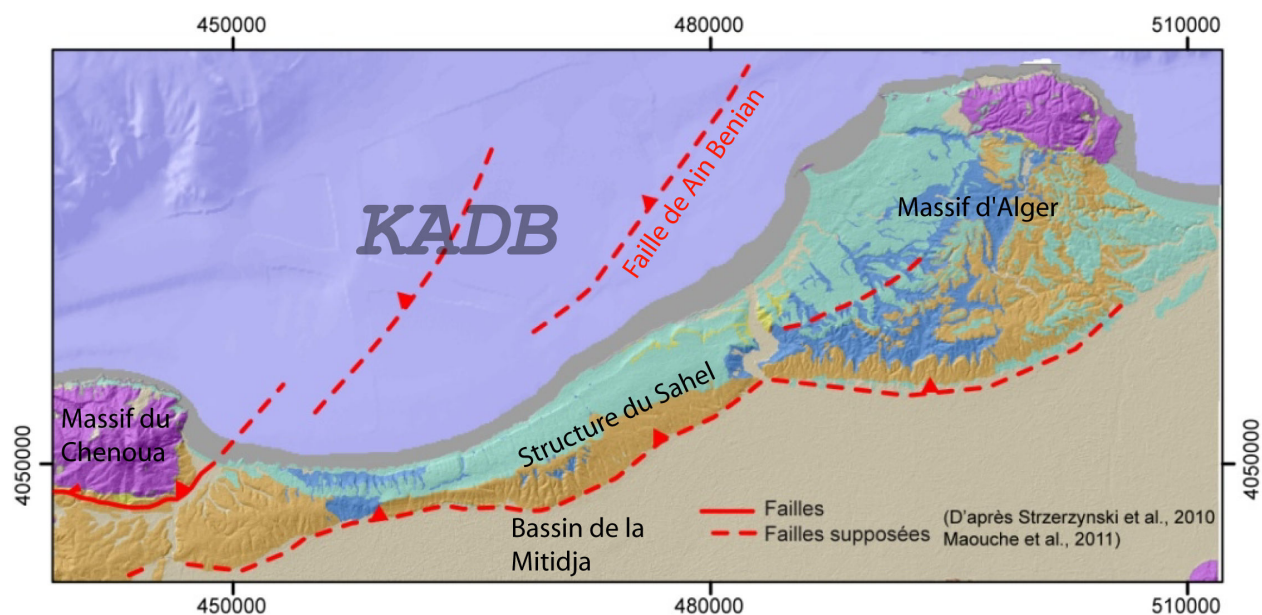 450000
480000
510000
KADB
Faille de Ain Benian
Massif d'Alger
Massif du
Chenoua
Structure du Sahel
4050000
4050000
Bassin de la
Mitidja
Failles
Failles supposées
(D'après Strzerzynski et al., 2010
Maouche et al., 2011)
450000
480000
510000